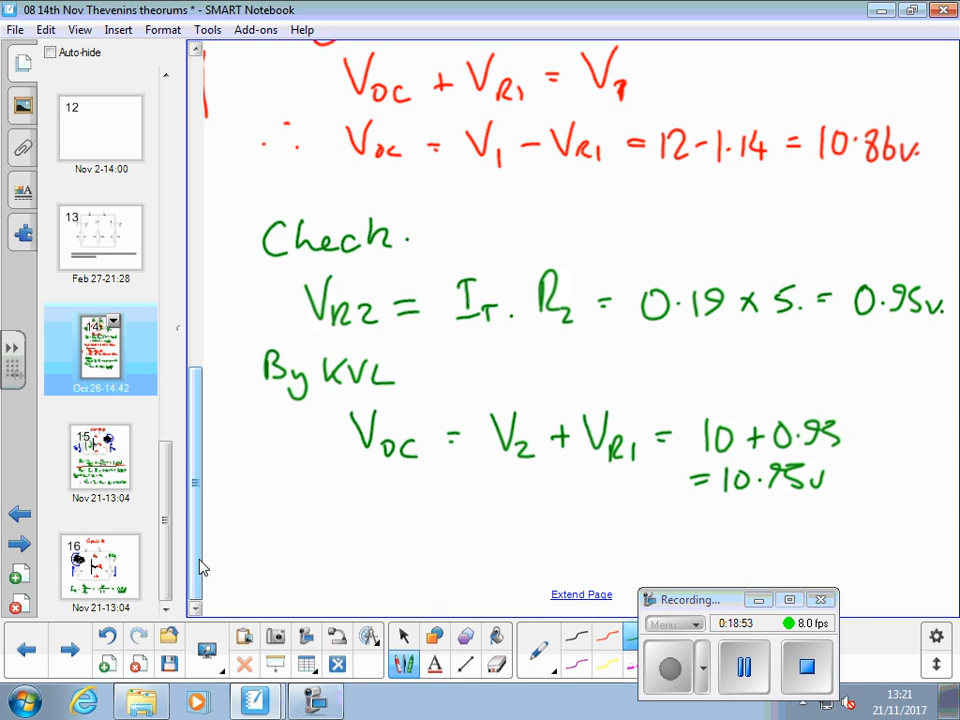 08 14th Nov Thevenins theorums * - SMART Notebook
File Edit View Insert Format Tools Add-ons Help
Auto-hide
12
Nov 2-14:00
13
Feb 27-21:28
14
Oct 26-14:42
15
Nov 21-13:04
16
Nov 21-13:04
VOC + VR1 = V1
∴ VOC = V1 - VR1 = 12 - 1.14 = 10.86v.
Check.
VR2 = IT . R2 = 0.19 x 5. = 0.95v.
By KVL
VOC = V2 + VR1 = 10 + 0.95
= 10.95v
Extend Page
Recording...
Menu
0:18:53
8.0 fps
13:21
21/11/2017